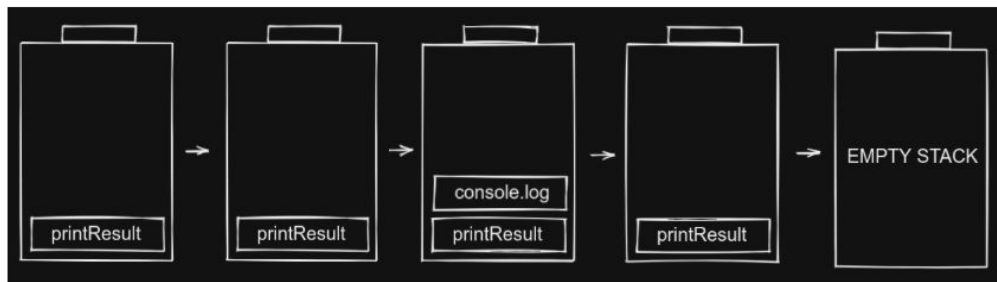 printResult
printResult
console.log
printResult
printResult
EMPTY STACK